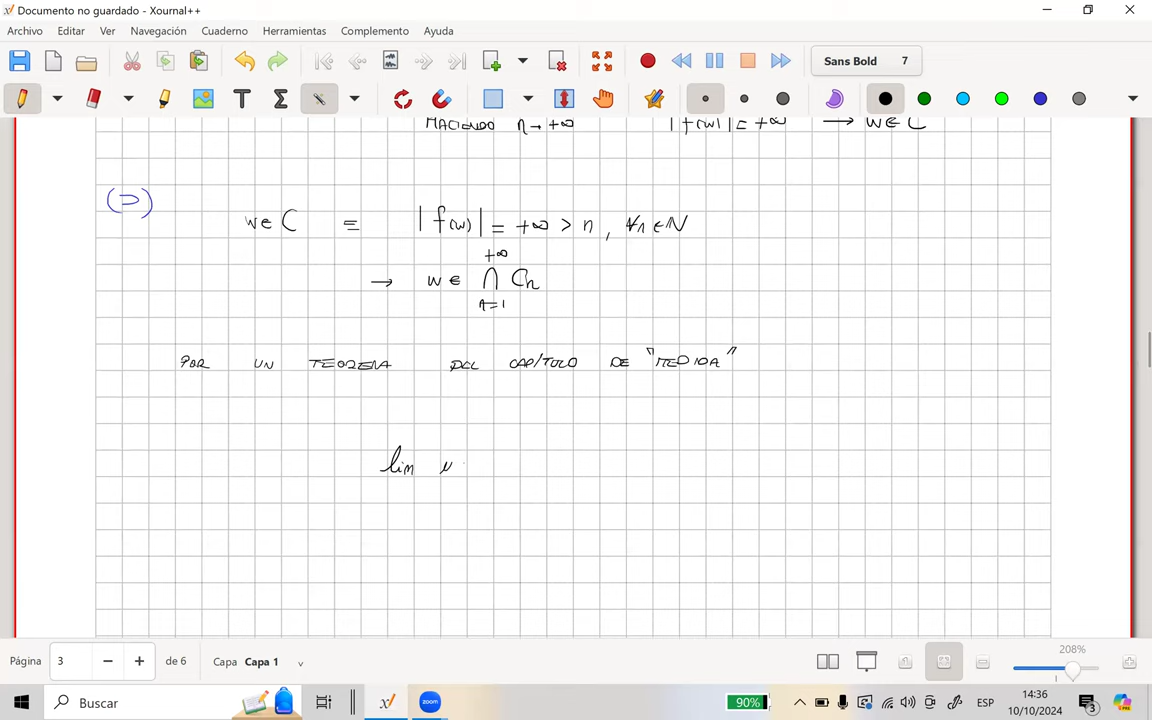 Documento no guardado - Xournal++
Archivo Editar Ver Navegación Cuaderno Herramientas Complemento Ayuda
Sans Bold 7
HACIENDO n→+∞ |f(w)|=+∞ → w∈C
(⊃)
w∈C ≡ |f(w)|=+∞>n, ∀n∈N
+∞
→ w∈ ⋂ Cn
n=1
POR UN TEOREMA DEL CAPÍTULO DE "MEDIDA"
lim
Página 3 de 6 Capa Capa 1 208%
Buscar 90% ESP 14:36
10/10/2024 3